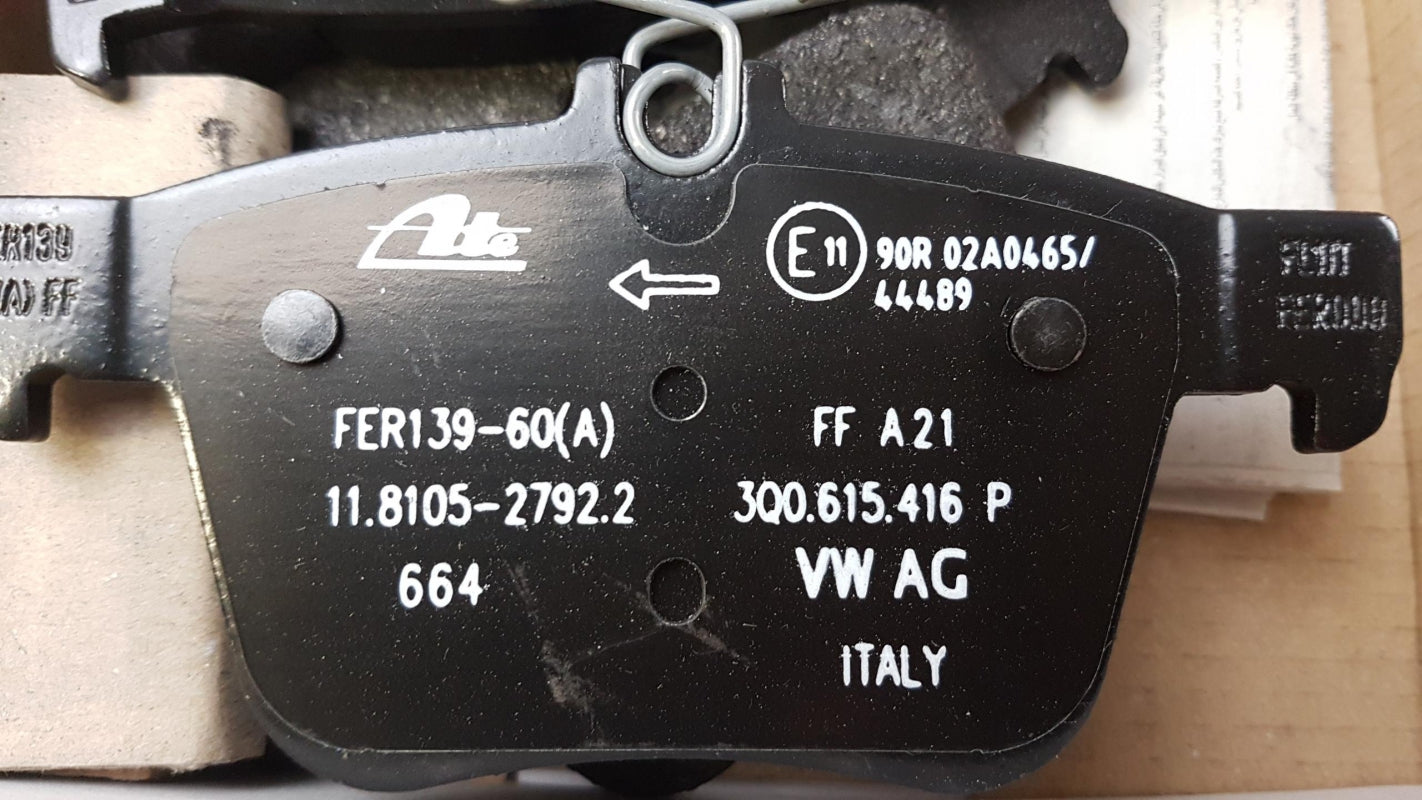 Ate
E 11
90R 02A0465/
44489
FER139-60(A)
11.8105-2792.2
664
FF A21
3Q0.615.416 P
VW AG
ITALY
(A) FF